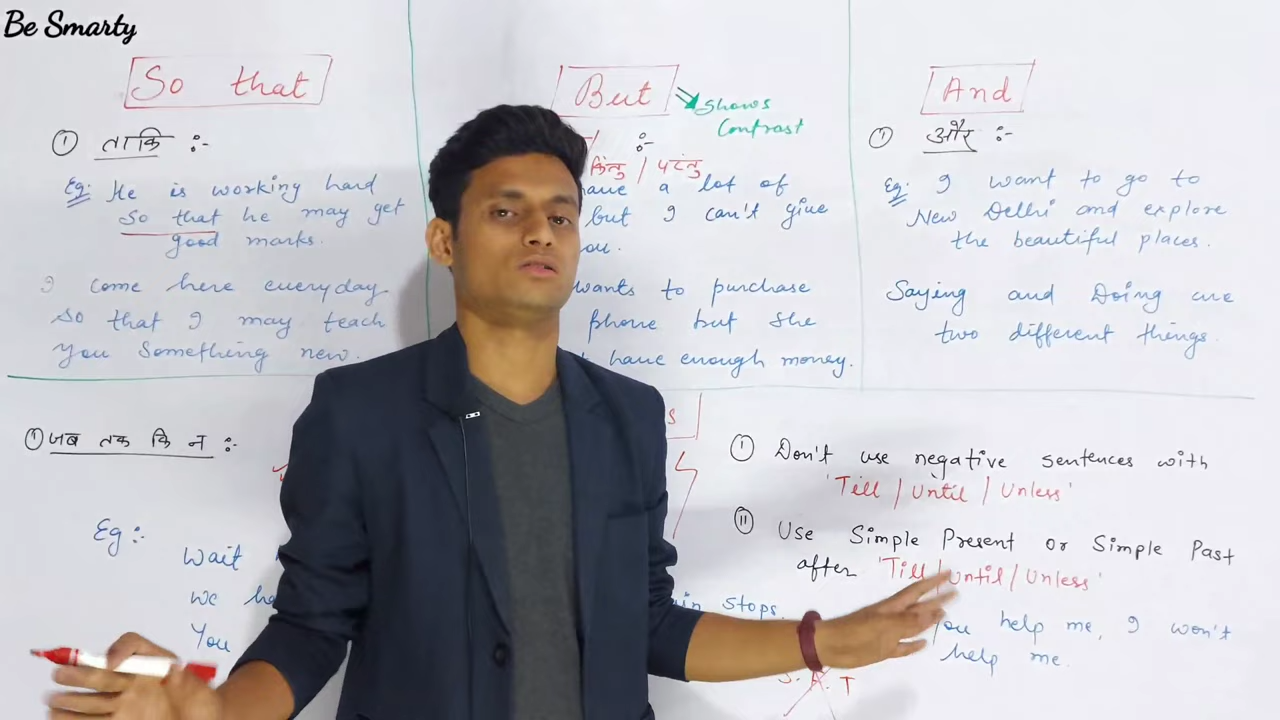 Be Smarty
So that
① ताकि :-
Eg: He is working hard
So that he may get
good marks.
I come here everyday
So that I may teach
You Something new.
But
Shows
Contrast
:-
किंतु / परंतु
have a lot of
but I can't give
you.
wants to purchase
phone but She
have enough money.
And
① और :-
Eg: I want to go to
New Delhi and explore
the beautiful places.
Saying and Doing are
two different things.
① जब तक कि न :-
Eg :-
Wait
we
You
S
stops.
① Don't use negative sentences with
'Till / Until / Unless'
② Use Simple Present or Simple Past
after 'Till / Until / Unless'
You help me, I won't
help me.
T